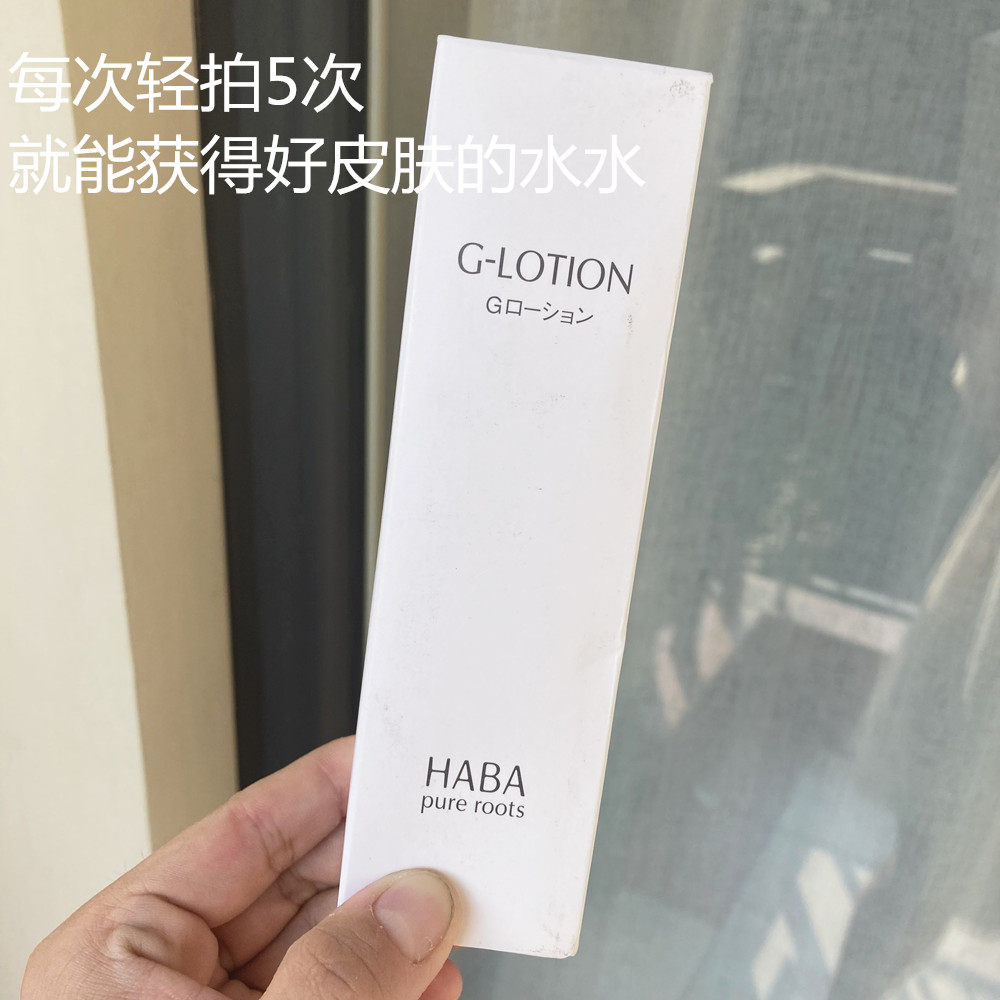 每次轻拍5次
就能获得好皮肤的水水
G-LOTION
Gローション
HABA
pure roots